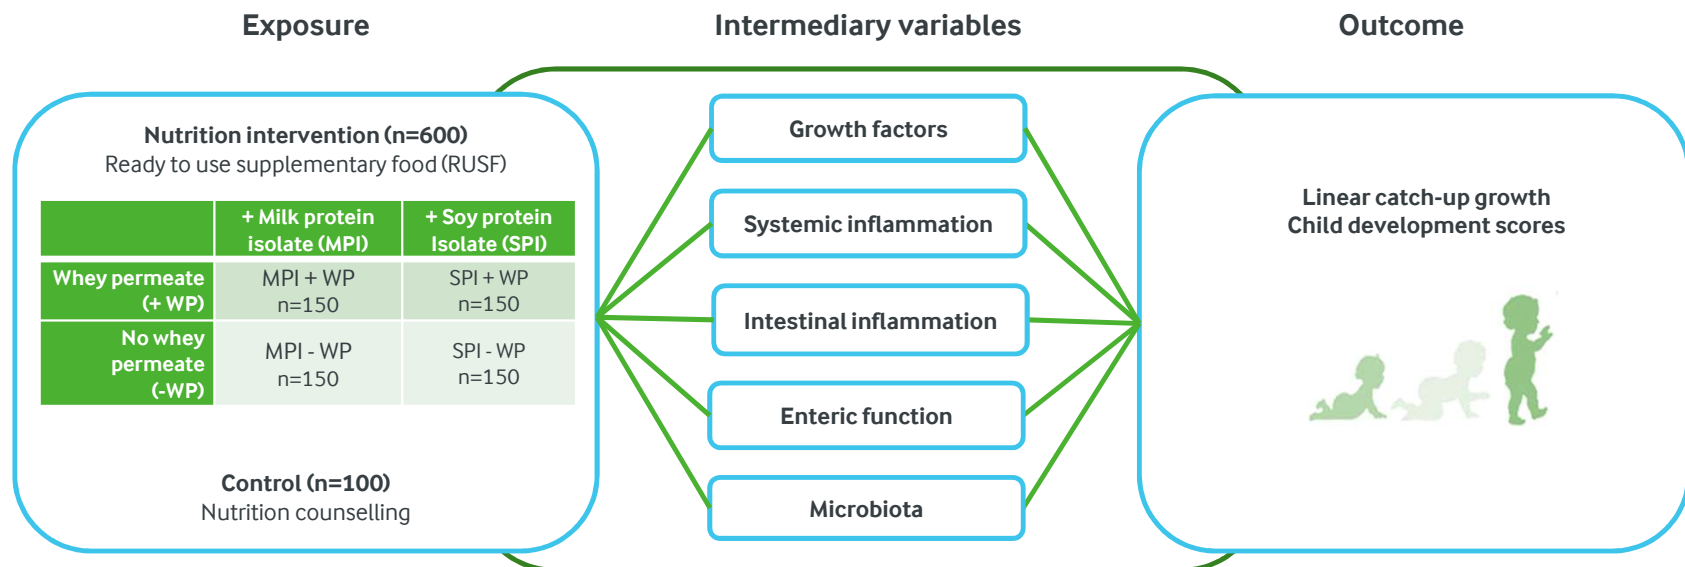 Exposure
Intermediary variables
Outcome
Nutrition intervention (n=600)
Ready to use supplementary food (RUSF)
+ Milk protein
isolate (MPI)
+ Soy protein
Isolate (SPI)
Whey permeate
(+ WP)
MPI + WP
n=150
SPI + WP
n=150
No whey
permeate
(-WP)
MPI - WP
n=150
SPI - WP
n=150
Control (n=100)
Nutrition counselling
Growth factors
Systemic inflammation
Intestinal inflammation
Enteric function
Microbiota
Linear catch-up growth
Child development scores